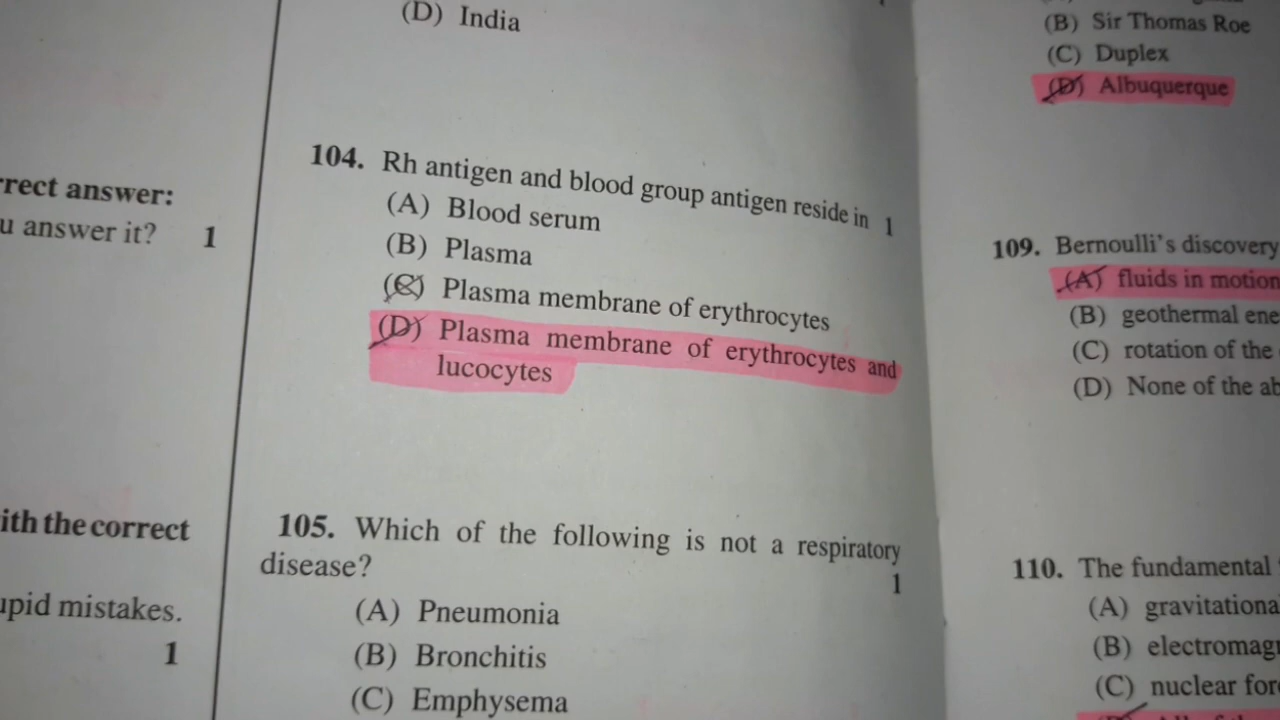 (D) India
rect answer:
u answer it? 1
ith the correct
upid mistakes.
1
104. Rh antigen and blood group antigen reside in 1
(A) Blood serum
(B) Plasma
(C) Plasma membrane of erythrocytes
(D) Plasma membrane of erythrocytes and
lucocytes
105. Which of the following is not a respiratory
disease? 1
(A) Pneumonia
(B) Bronchitis
(C) Emphysema
(B) Sir Thomas Roe
(C) Duplex
(D) Albuquerque
109. Bernoulli's discovery
(A) fluids in motion
(B) geothermal ene
(C) rotation of the
(D) None of the ab
110. The fundamental
(A) gravitationa
(B) electromag
(C) nuclear for